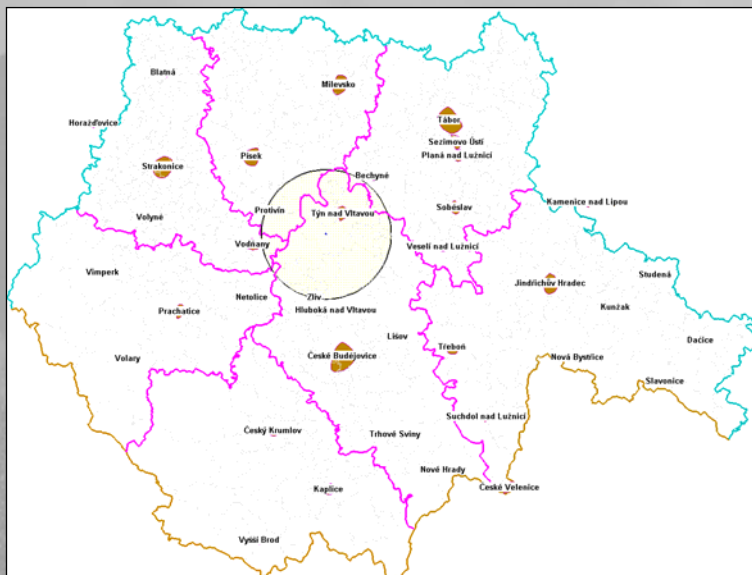 Blatná
Milevsko
Horažďovice
Tábor
Sezimovo Ústí
Planá nad Lužnicí
Písek
Strakonice
Bechyně
Kamenice nad Lipou
Protivín
Týn nad Vltavou
Soběslav
Volyně
Vodňany
Veselí nad Lužnicí
Vimperk
Studená
Jindřichův Hradec
Netolice
Zliv
Hluboká nad Vltavou
Kunžak
Prachatice
Lišov
Dačice
Třeboň
České Budějovice
Volary
Nová Bystřice
Slavonice
Suchdol nad Lužnicí
Český Krumlov
Trhové Sviny
Nové Hrady
Kaplice
České Velenice
Vyšší Brod